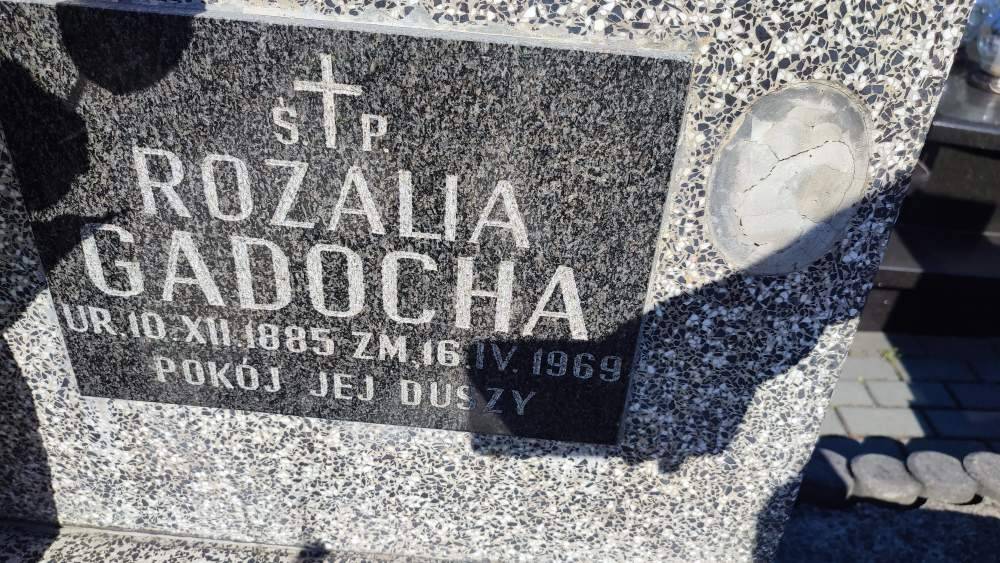 Ś. P.
ROZALIA
GADOCHA
UR. 10. XII. 1885 ZM. 16. IV. 1969
POKÓJ JEJ DUSZY